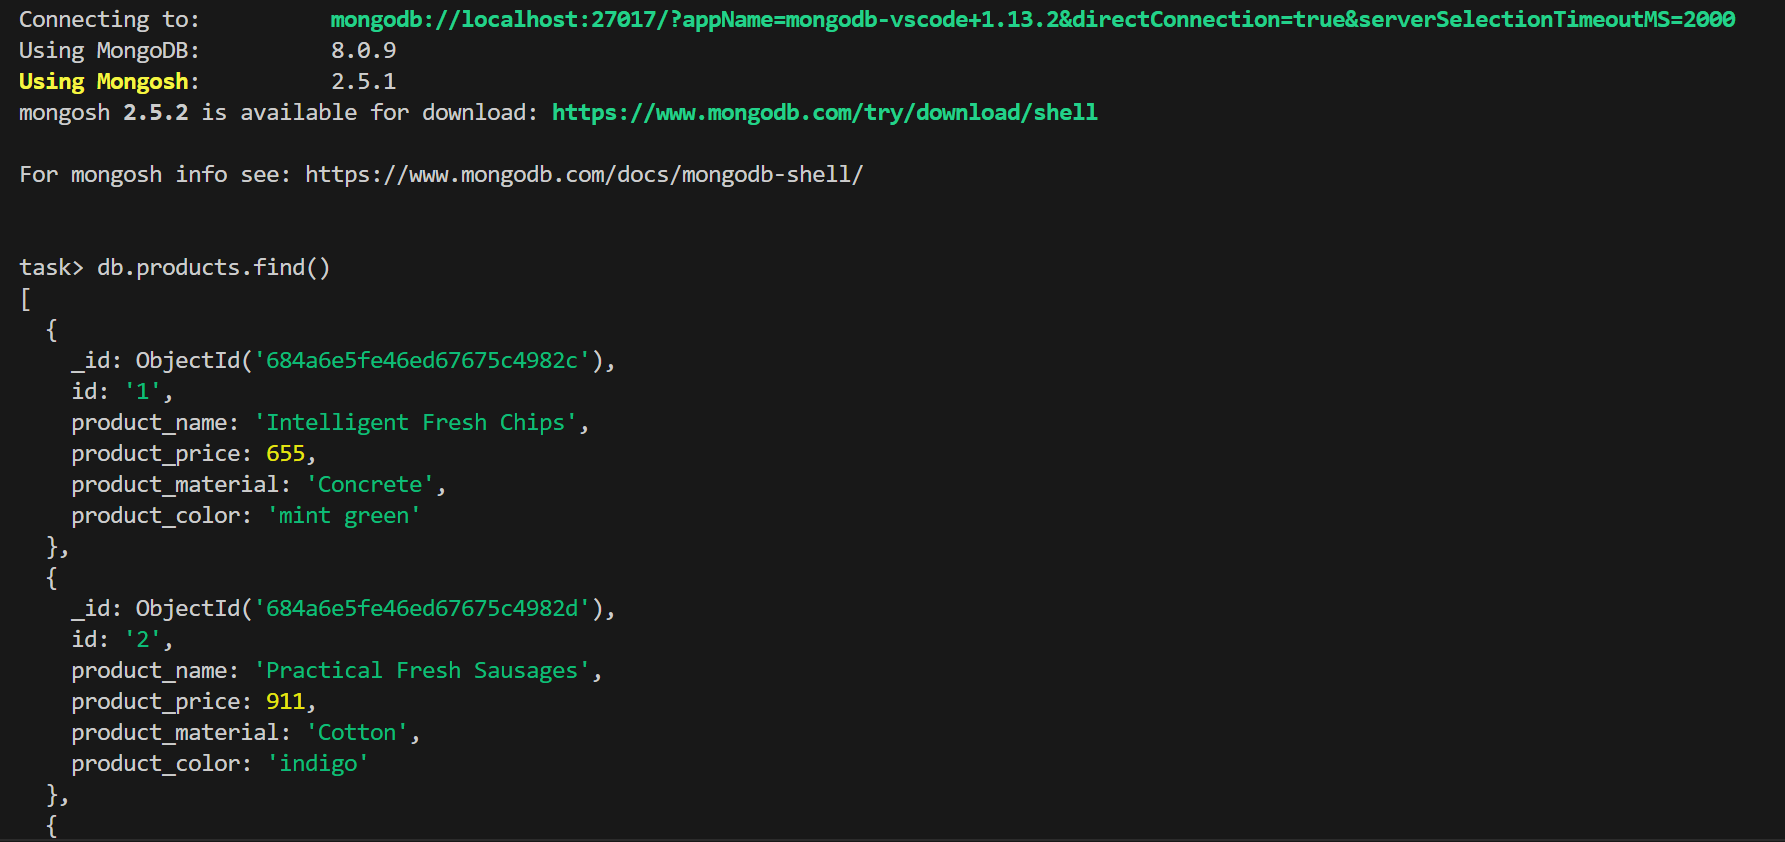 Connecting to:          mongodb://localhost:27017/?appName=mongodb-vscode+1.13.2&directConnection=true&serverSelectionTimeoutMS=2000
Using MongoDB:          8.0.9
Using Mongosh:          2.5.1
mongosh 2.5.2 is available for download: https://www.mongodb.com/try/download/shell
For mongosh info see: https://www.mongodb.com/docs/mongodb-shell/
task> db.products.find()
[
  {
    _id: ObjectId('684a6e5fe46ed67675c4982c'),
    id: '1',
    product_name: 'Intelligent Fresh Chips',
    product_price: 655,
    product_material: 'Concrete',
    product_color: 'mint green'
  },
  {
    _id: ObjectId('684a6e5fe46ed67675c4982d'),
    id: '2',
    product_name: 'Practical Fresh Sausages',
    product_price: 911,
    product_material: 'Cotton',
    product_color: 'indigo'
  },
  {